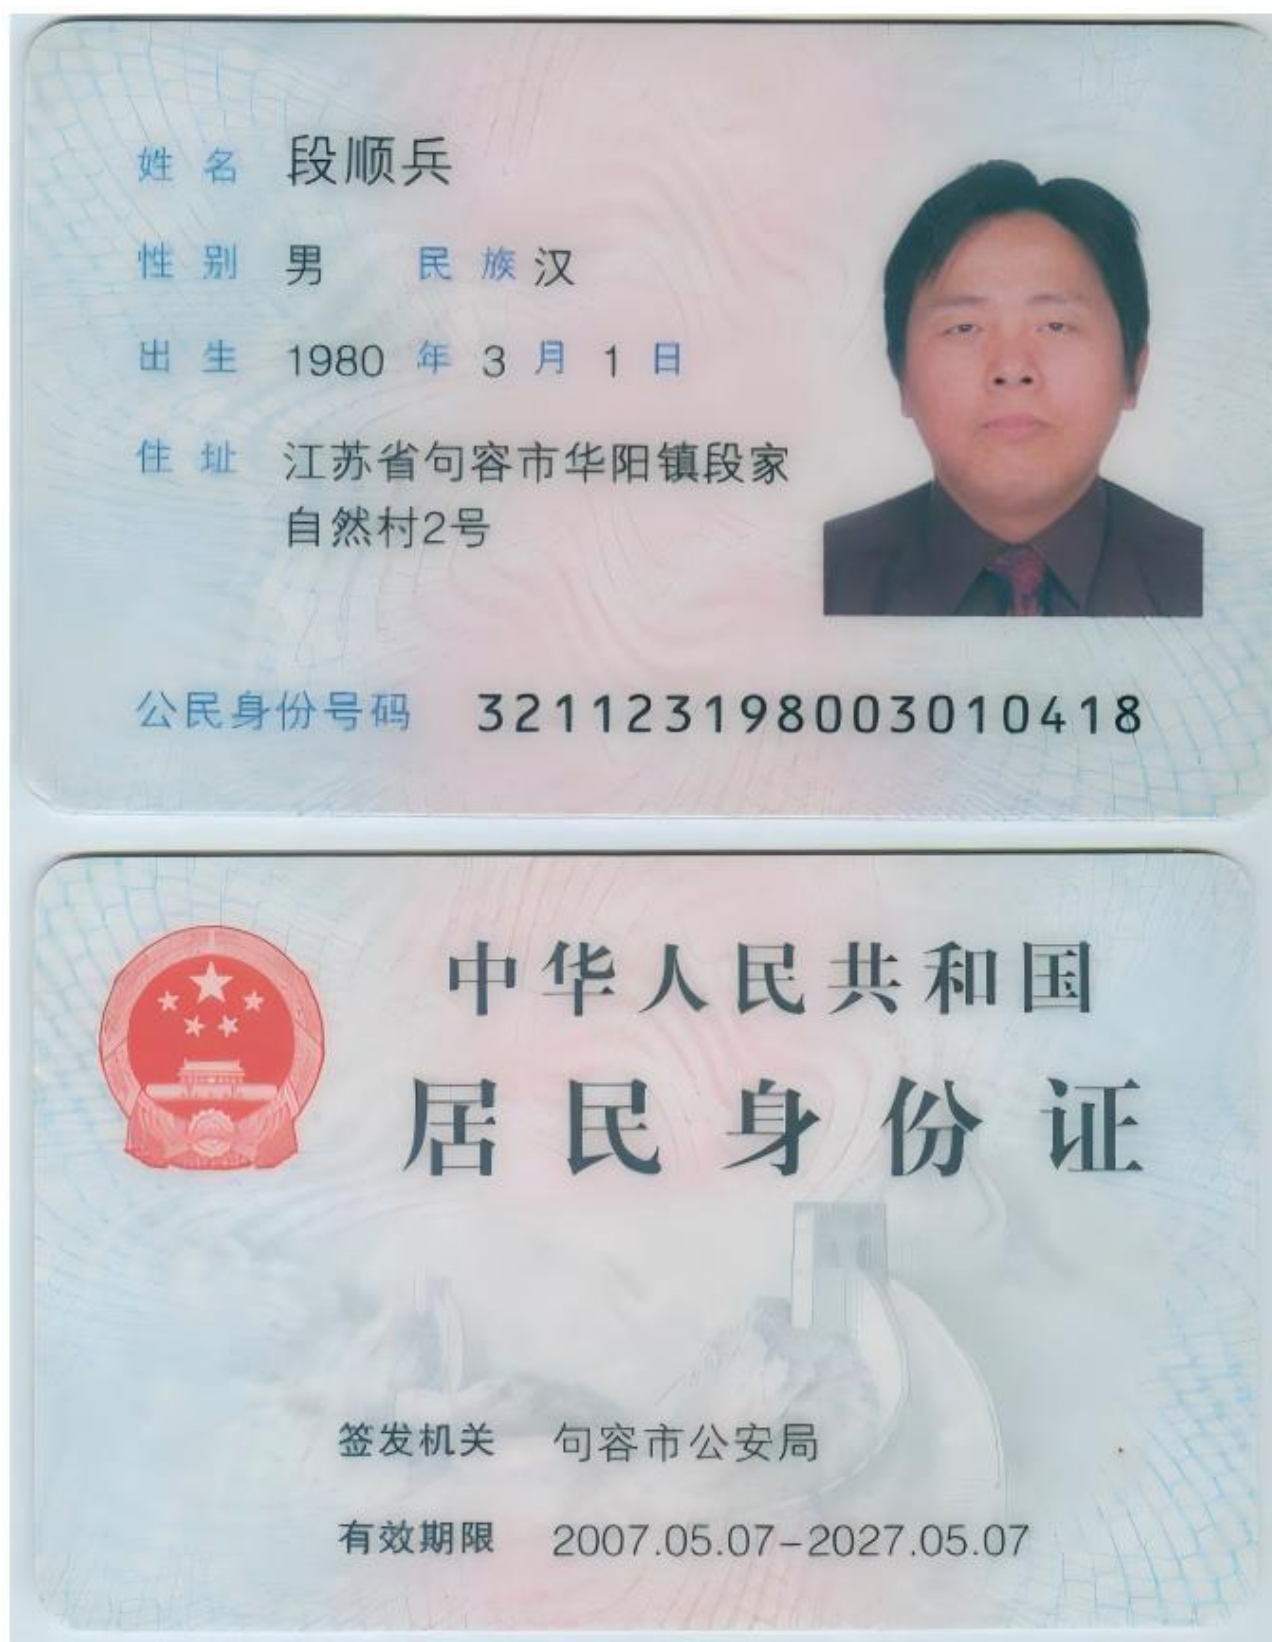 姓名 段顺兵
性别 男 民族 汉
出生 1980 年 3 月 1 日
住址 江苏省句容市华阳镇段家
自然村2号
公民身份号码 321123198003010418
中华人民共和国
居民身份证
签发机关 句容市公安局
有效期限 2007.05.07-2027.05.07